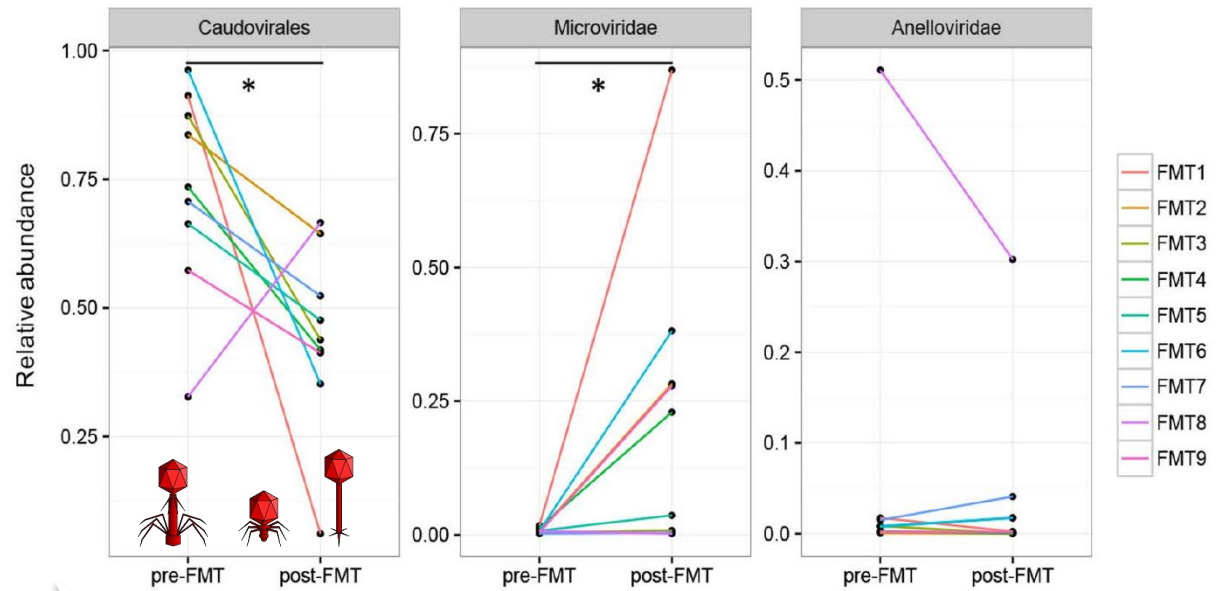 Caudovirales
Microviridae
Anelloviridae
Relative abundance
1.00
0.75
0.50
0.25
*
pre-FMT
post-FMT
0.75
0.50
0.25
0.00
*
pre-FMT
post-FMT
0.5
0.4
0.3
0.2
0.1
0.0
pre-FMT
post-FMT
FMT1
FMT2
FMT3
FMT4
FMT5
FMT6
FMT7
FMT8
FMT9